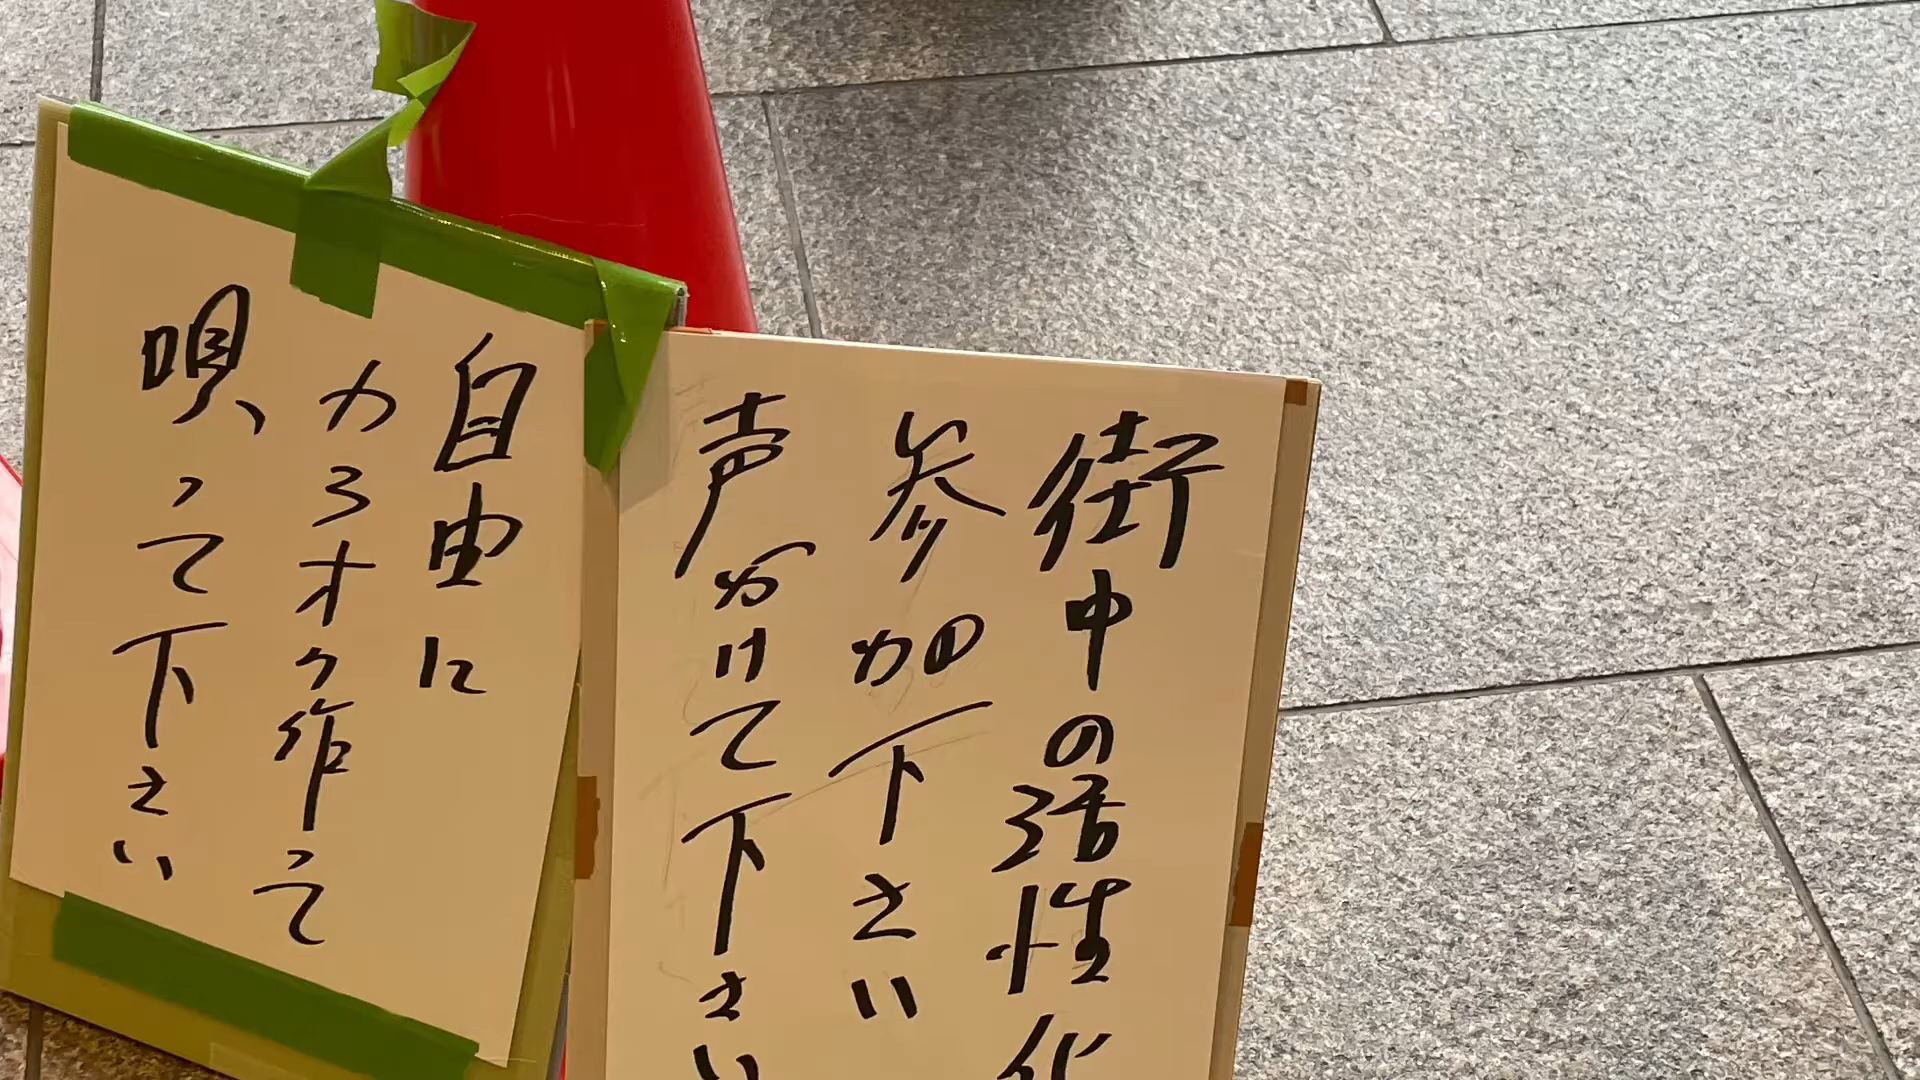 街中の活性化
参加下さい
声かけて下さい
自由に
カラオケ作って
唄って下さい